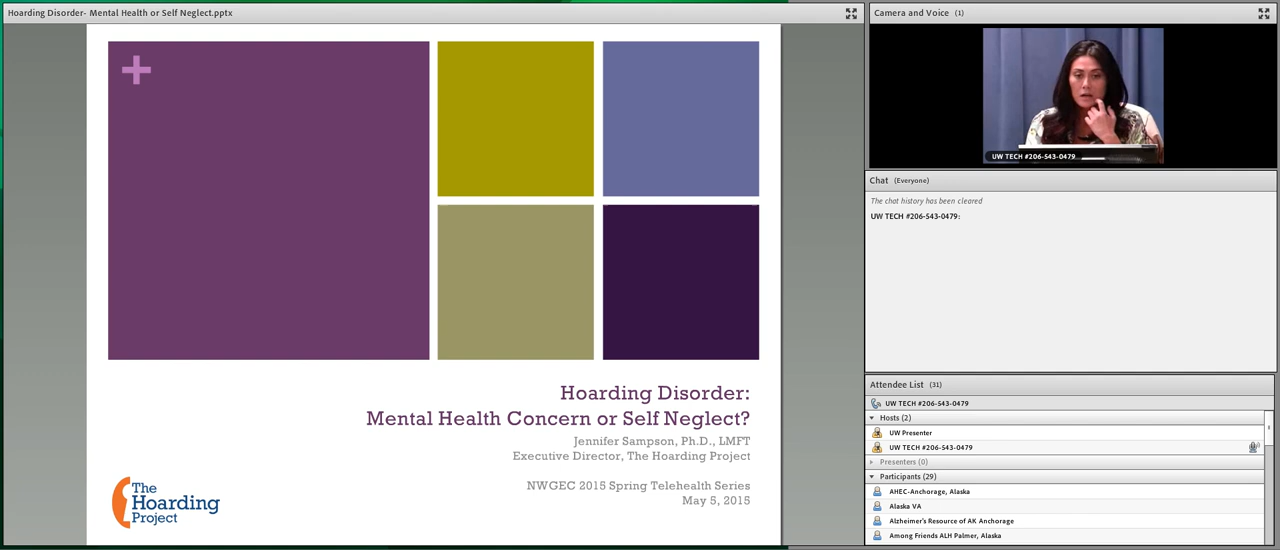 Hoarding Disorder- Mental Health or Self Neglect.pptx
Hoarding Disorder:
Mental Health Concern or Self Neglect?
Jennifer Sampson, Ph.D., LMFT
Executive Director, The Hoarding Project
NWGEC 2015 Spring Telehealth Series
May 5, 2015
The
Hoarding
Project
Camera and Voice (1)
UW TECH #206-543-0479
Chat (Everyone)
The chat history has been cleared
UW TECH #206-543-0479:
Attendee List (31)
UW TECH #206-543-0479
Hosts (2)
UW Presenter
UW TECH #206-543-0479
Presenters (0)
Participants (29)
AHEC-Anchorage, Alaska
Alaska VA
Alzheimer's Resource of AK Anchorage
Among Friends ALH Palmer, Alaska